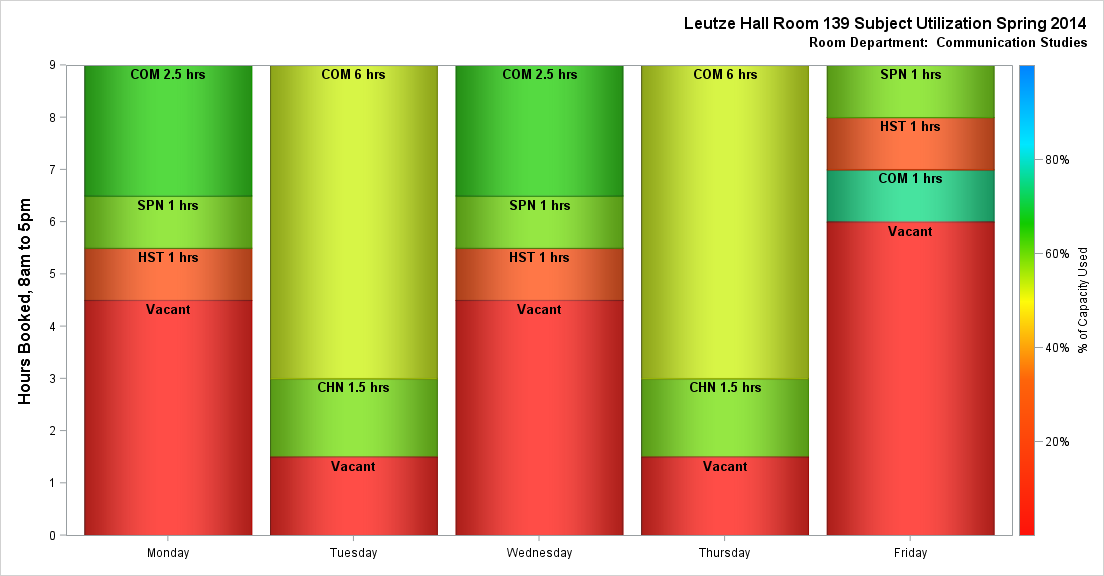 Leutze Hall Room 139 Subject Utilization Spring 2014
Room Department:  Communication Studies
Hours Booked, 8am to 5pm
9
8
7
6
5
4
3
2
1
0
COM 2.5 hrs
SPN 1 hrs
HST 1 hrs
Vacant
COM 6 hrs
CHN 1.5 hrs
Vacant
COM 2.5 hrs
SPN 1 hrs
HST 1 hrs
Vacant
COM 6 hrs
CHN 1.5 hrs
Vacant
SPN 1 hrs
HST 1 hrs
COM 1 hrs
Vacant
Monday
Tuesday
Wednesday
Thursday
Friday
80%
60%
40%
20%
% of Capacity Used